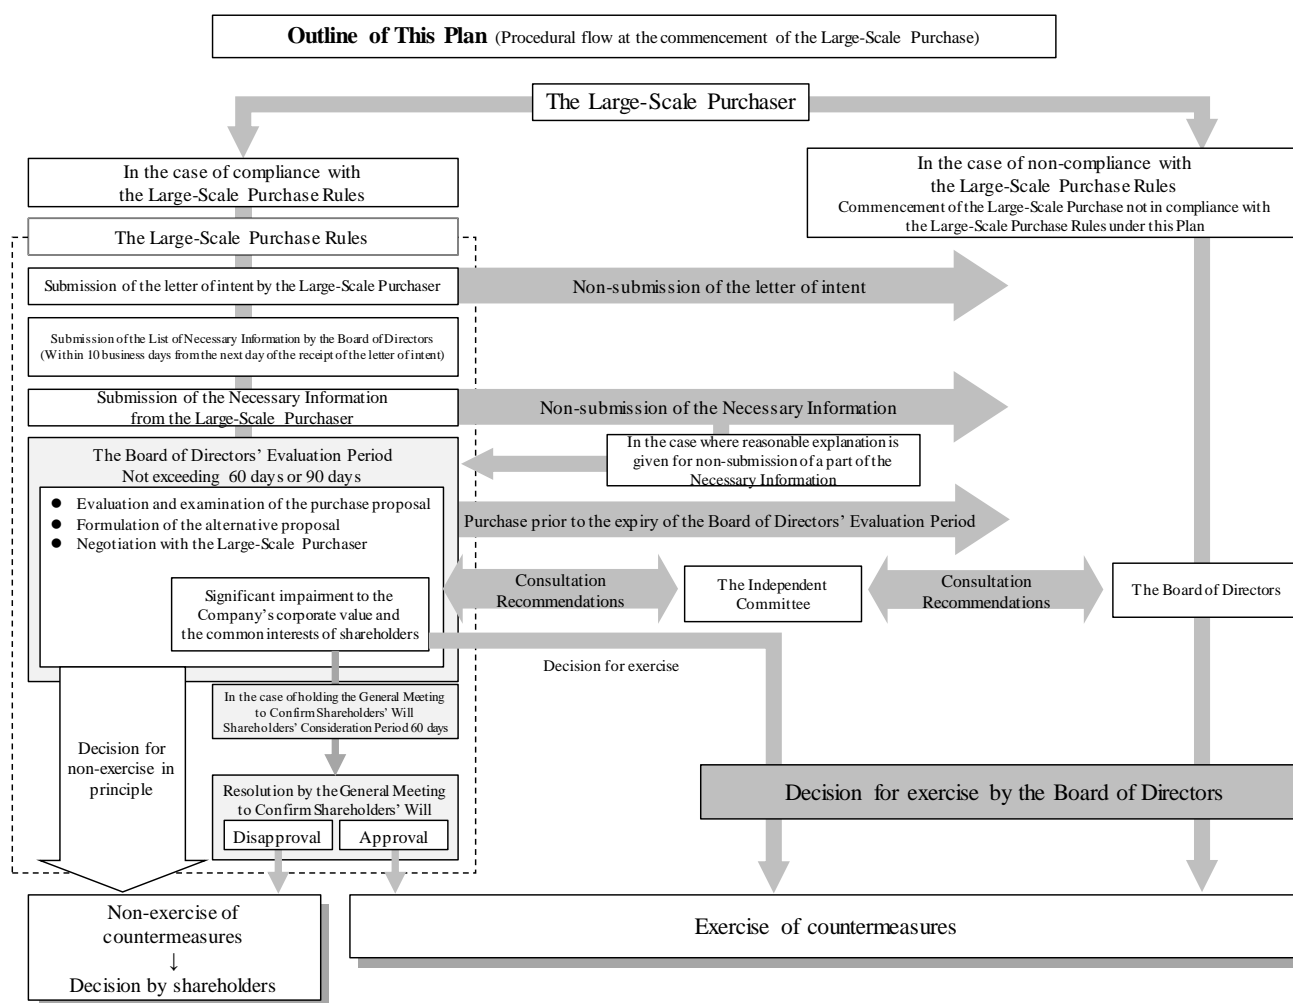 Outline of This Plan (Procedural flow at the commencement of the Large-Scale Purchase)
The Large-Scale Purchaser
In the case of compliance with
the Large-Scale Purchase Rules
In the case of non-compliance with
the Large-Scale Purchase Rules
Commencement of the Large-Scale Purchase not in compliance with
the Large-Scale Purchase Rules under this Plan
The Large-Scale Purchase Rules
Submission of the letter of intent by the Large-Scale Purchaser
Non-submission of the letter of intent
Submission of the List of Necessary Information by the Board of Directors
(Within 10 business days from the next day of the receipt of the letter of intent)
Submission of the Necessary Information
from the Large-Scale Purchaser
Non-submission of the Necessary Information
In the case where reasonable explanation is
given for non-submission of a part of the
Necessary Information
The Board of Directors' Evaluation Period
Not exceeding 60 days or 90 days
● Evaluation and examination of the purchase proposal
● Formulation of the alternative proposal
● Negotiation with the Large-Scale Purchaser
Purchase prior to the expiry of the Board of Directors' Evaluation Period
Significant impairment to the
Company's corporate value and
the common interests of shareholders
Consultation
Recommendations
The Independent
Committee
Consultation
Recommendations
The Board of Directors
Decision for exercise
In the case of holding the General Meeting
to Confirm Shareholders' Will
Shareholders' Consideration Period 60 days
Decision for
non-exercise in
principle
Resolution by the General Meeting
to Confirm Shareholders' Will
Disapproval
Approval
Decision for exercise by the Board of Directors
Non-exercise of
countermeasures
↓
Decision by shareholders
Exercise of countermeasures